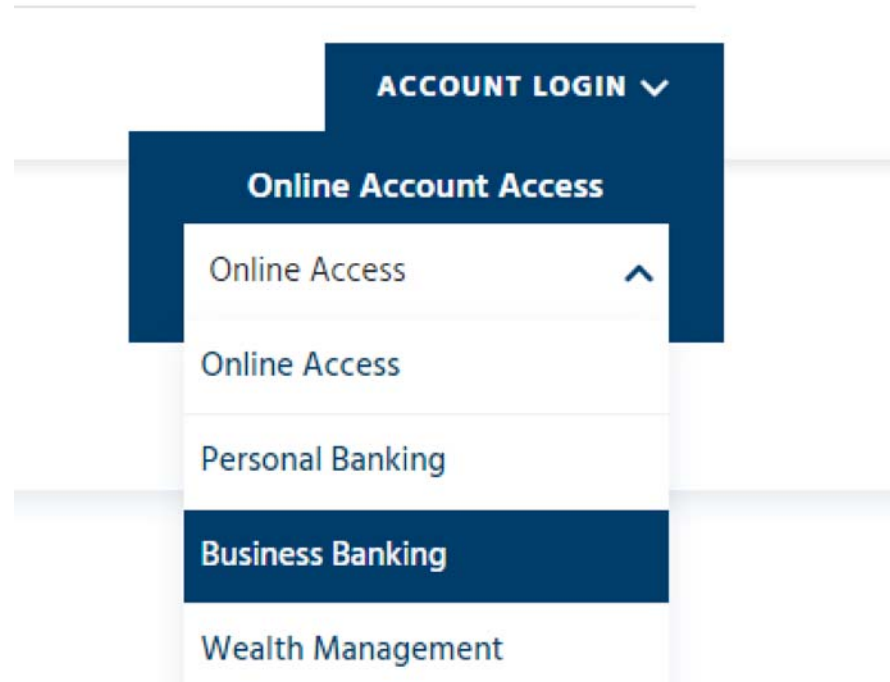 ACCOUNT LOGIN
Online Account Access
Online Access
Online Access
Personal Banking
Business Banking
Wealth Management